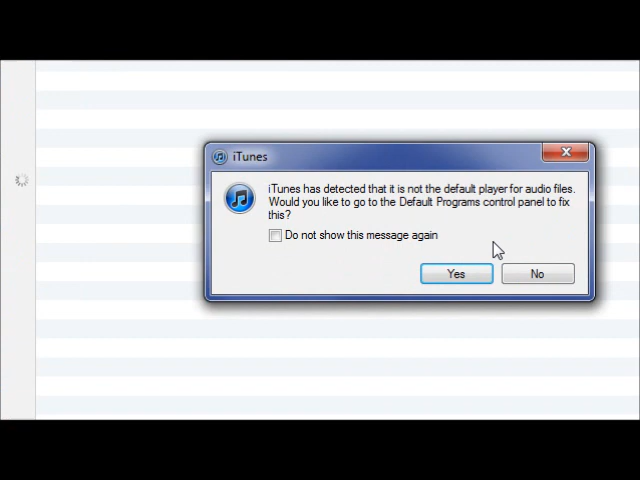 iTunes
iTunes has detected that it is not the default player for audio files.
Would you like to go to the Default Programs control panel to fix
this?
Do not show this message again
Yes
No